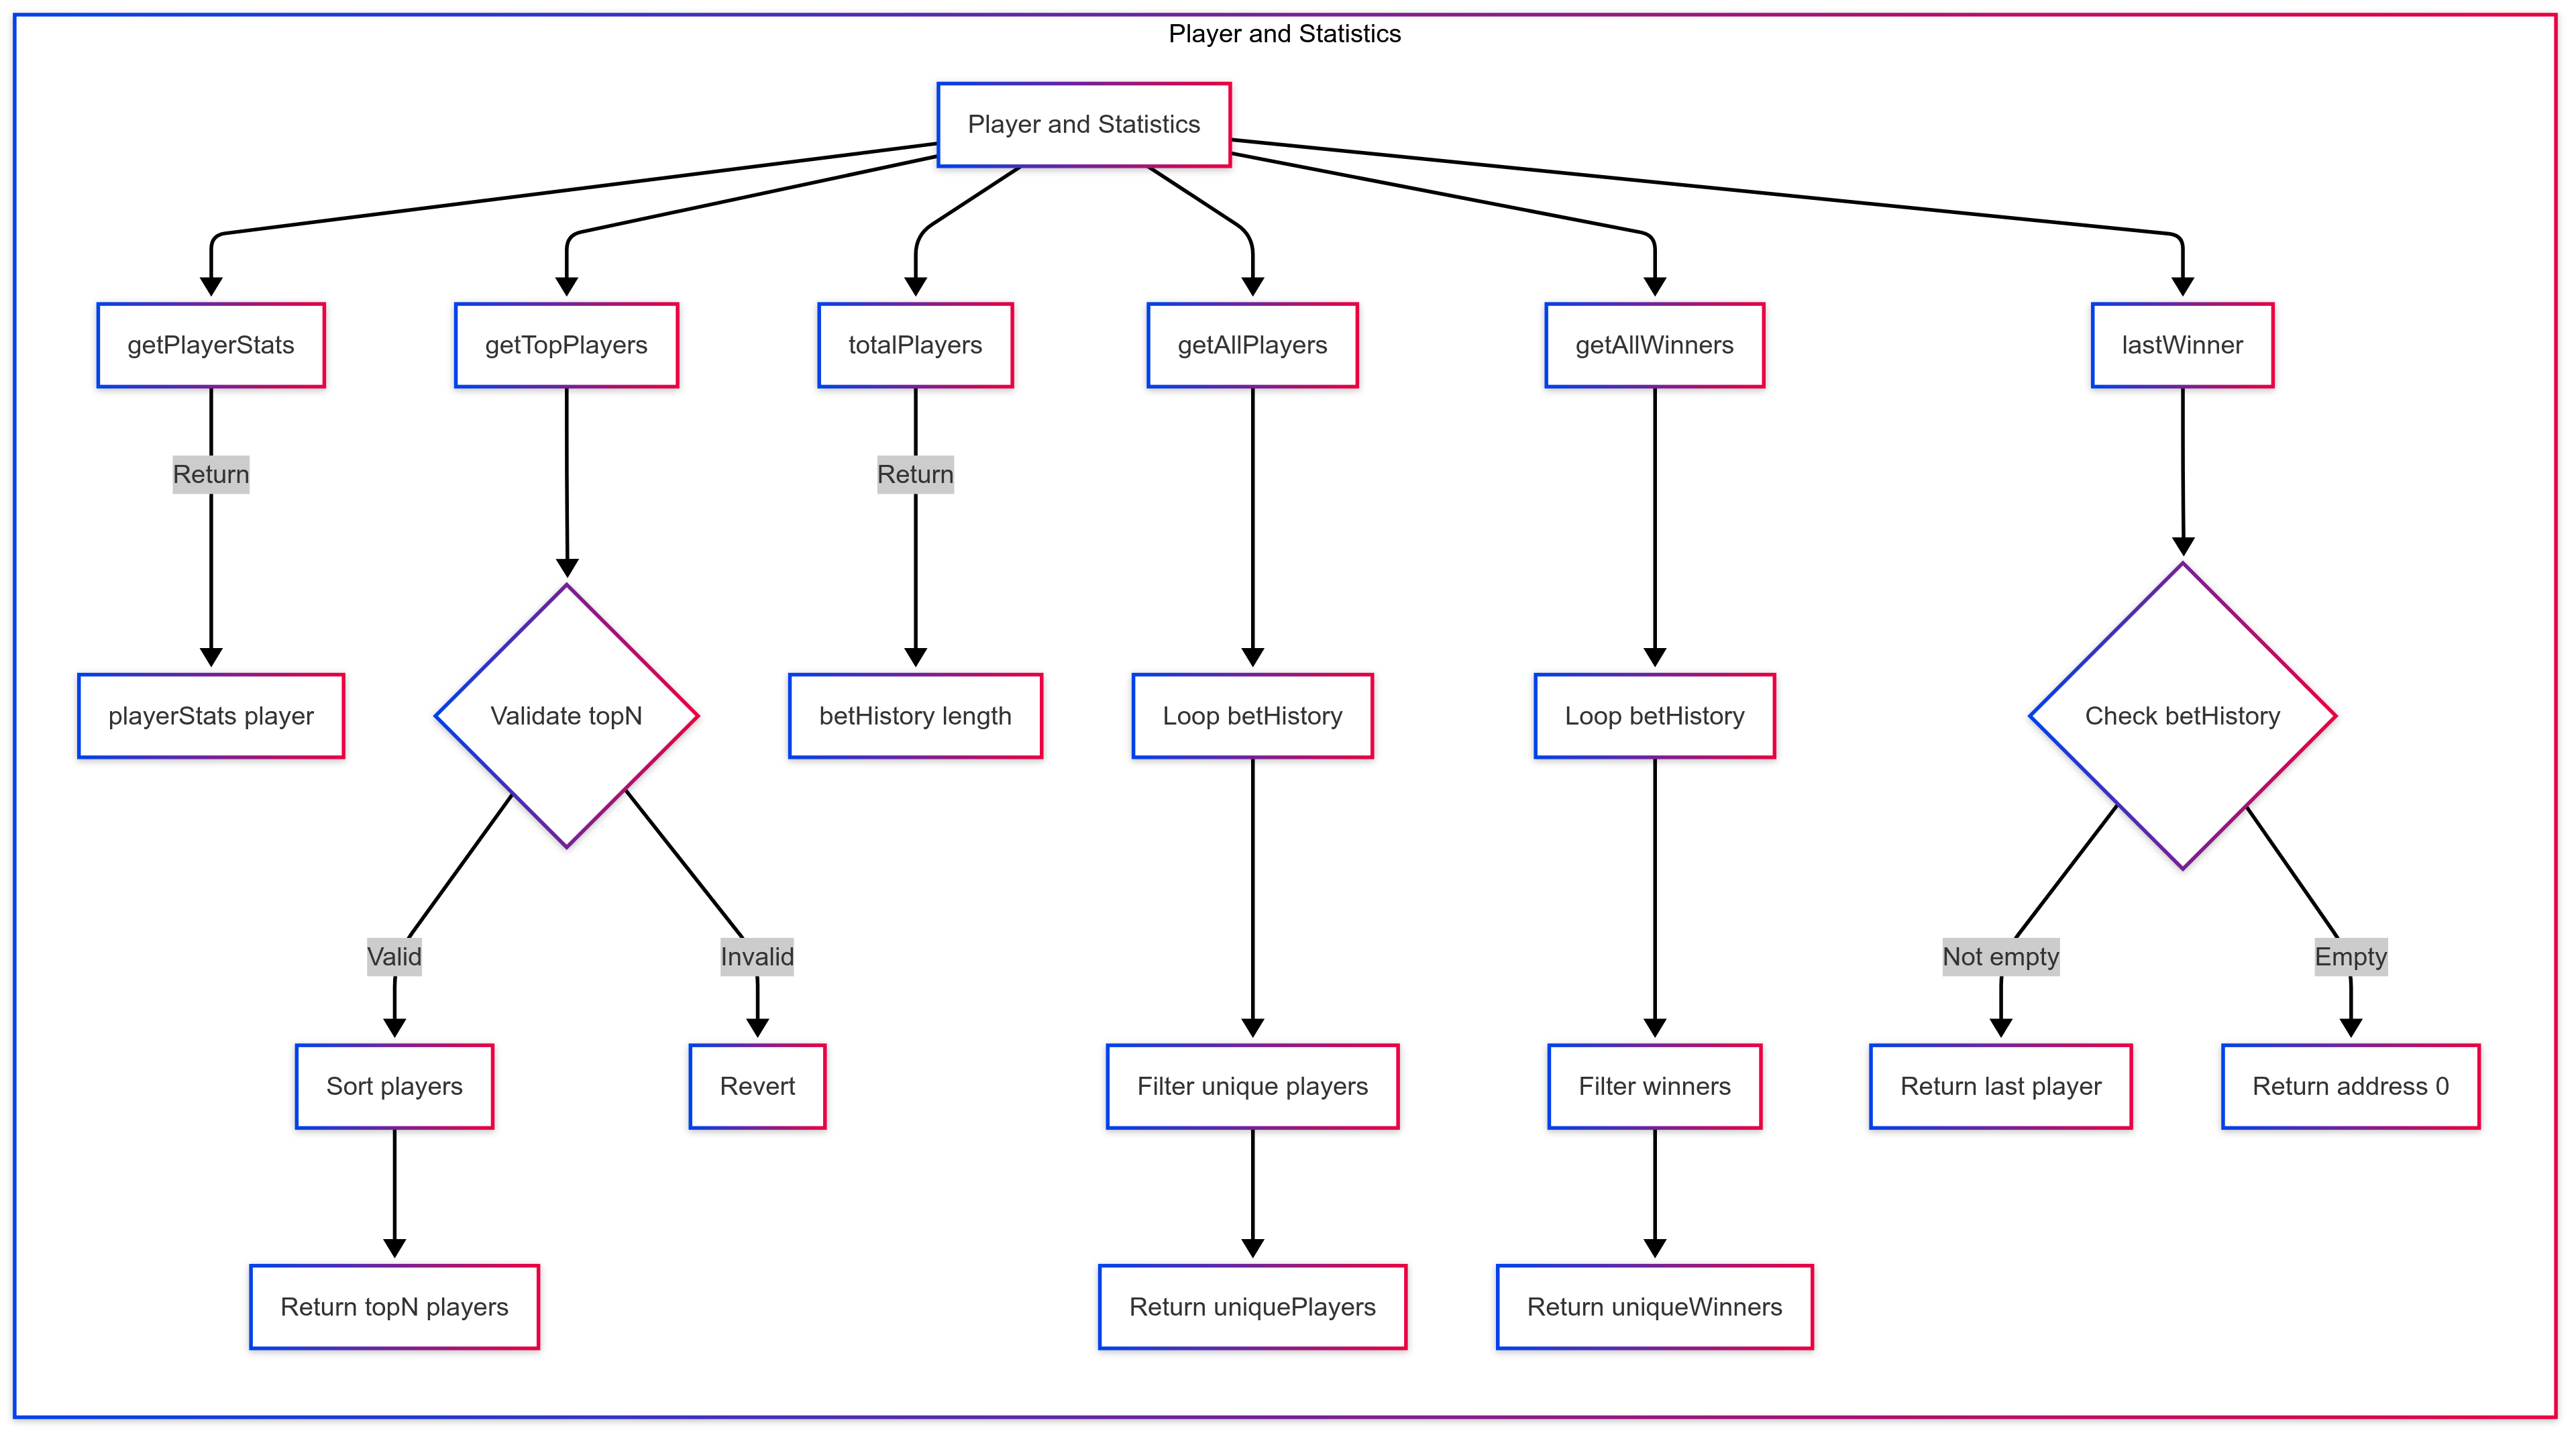 Player and Statistics
Player and Statistics
getPlayerStats
getTopPlayers
totalPlayers
getAllPlayers
getAllWinners
lastWinner
Return
Return
playerStats player
Validate topN
betHistory length
Loop betHistory
Loop betHistory
Check betHistory
Valid
Invalid
Not empty
Empty
Sort players
Revert
Filter unique players
Filter winners
Return last player
Return address 0
Return topN players
Return uniquePlayers
Return uniqueWinners